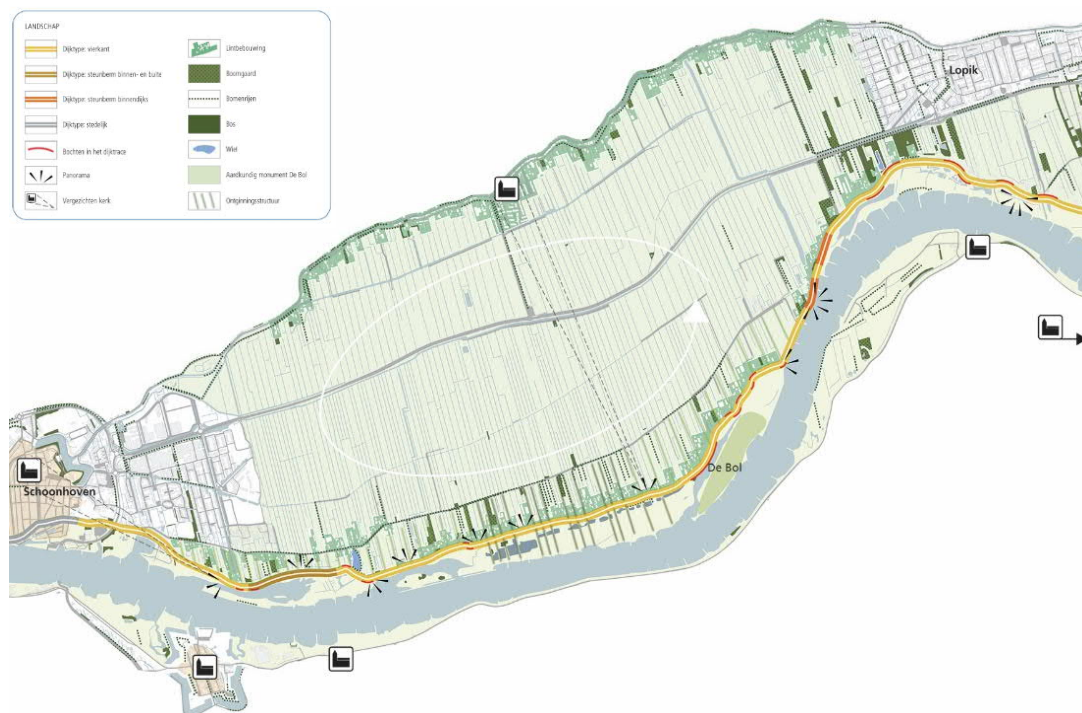 LANDSCHAP
Dijktype: vierkant
Dijktype: steunberm binnen- en buite
Dijktype: steunberm binnendijks
Dijktype: stedelijk
Bochten in het dijktrace
Panorama
Vergezichten kerk
Lintbebouwing
Boomgaard
Bomenrijen
Bos
Wiel
Aardkundig monument De Bol
Ontginningsstructuur
Lopik
De Bol
Schoonhoven